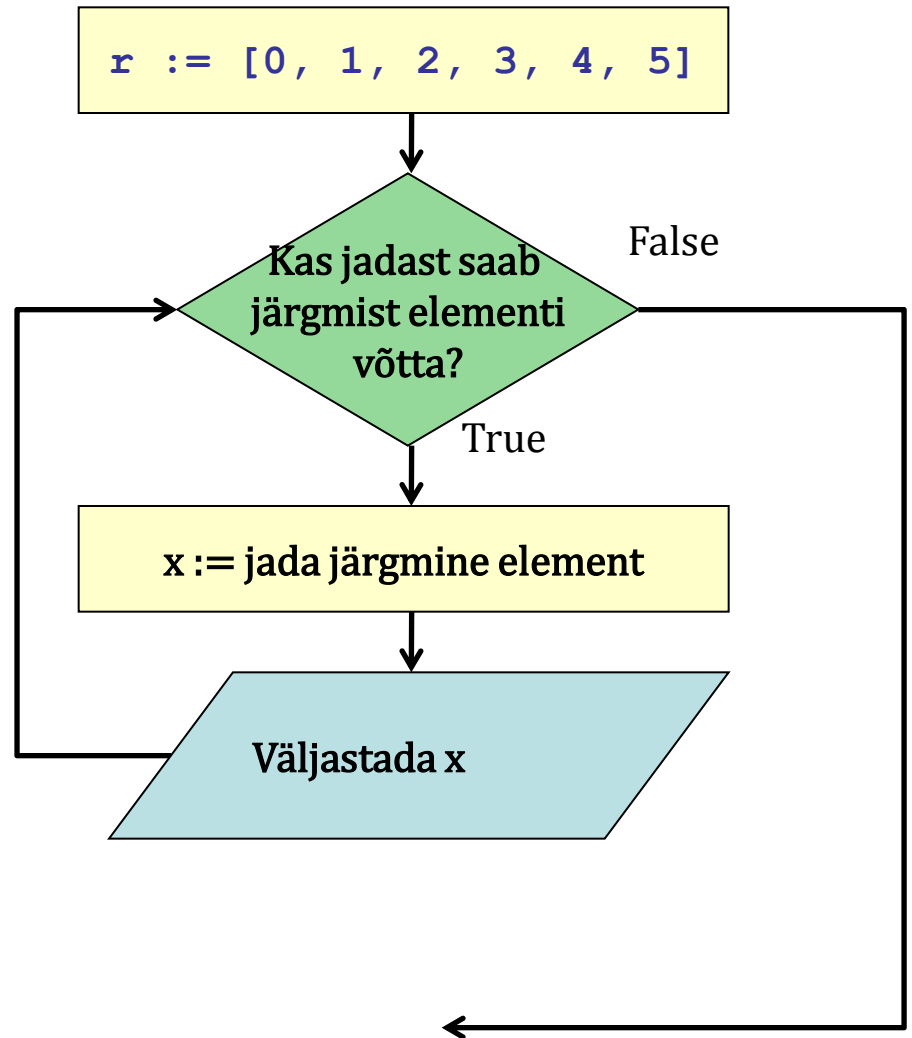 r := [0, 1, 2, 3, 4, 5]
Kas jadast saab
järgmist elementi
võtta?
False
True
x := jada järgmine element
Väljastada x